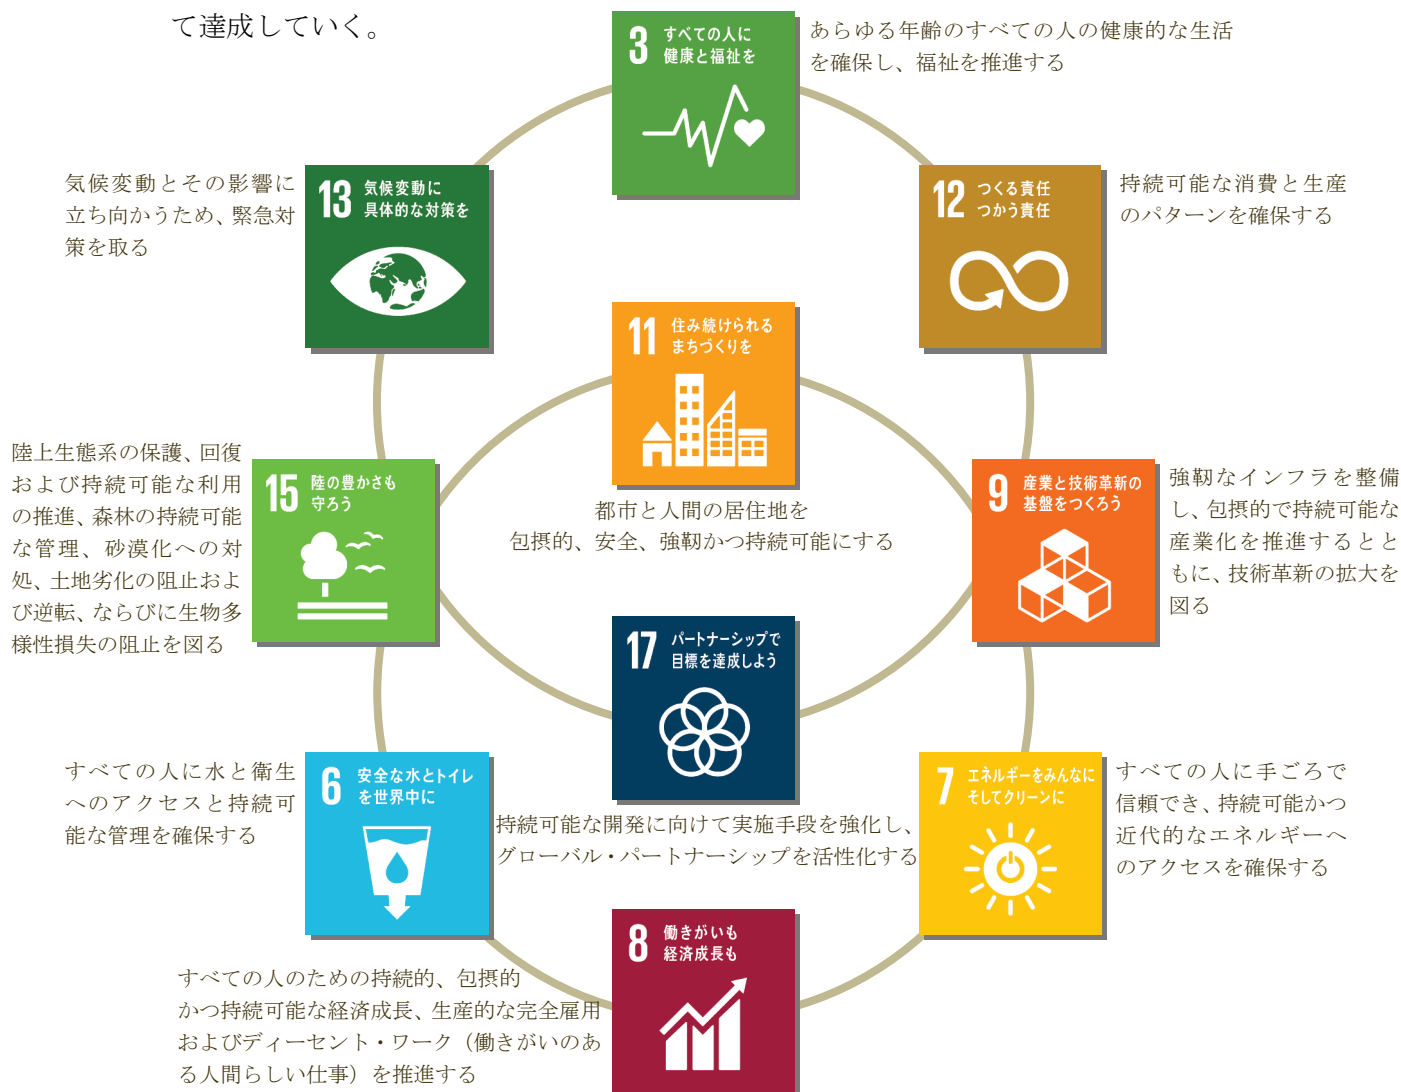 て達成していく。
3 すべての人に
健康と福祉を
あらゆる年齢のすべての人の健康的な生活
を確保し、福祉を推進する
気候変動とその影響に
立ち向かうため、緊急対
策を取る
13 気候変動に
具体的な対策を
12 つくる責任
つかう責任
持続可能な消費と生産
のパターンを確保する
11 住み続けられる
まちづくりを
都市と人間の居住地を
包摂的、安全、強靭かつ持続可能にする
陸上生態系の保護、回復
および持続可能な利用
の推進、森林の持続可能
な管理、砂漠化への対
処、土地劣化の阻止およ
び逆転、ならびに生物多
様性損失の阻止を図る
15 陸の豊かさも
守ろう
9 産業と技術革新の
基盤をつくろう
強靭なインフラを整備
し、包摂的で持続可能な
産業化を推進するとと
もに、技術革新の拡大を
図る
17 パートナーシップで
目標を達成しよう
持続可能な開発に向けて実施手段を強化し、
グローバル・パートナーシップを活性化する
すべての人に水と衛生
へのアクセスと持続可
能な管理を確保する
6 安全な水とトイレ
を世界中に
7 エネルギーをみんなに
そしてクリーンに
すべての人に手ごろで
信頼でき、持続可能かつ
近代的なエネルギーへ
のアクセスを確保する
8 働きがいも
経済成長も
すべての人のための持続的、包摂的
かつ持続可能な経済成長、生産的な完全雇用
およびディーセント・ワーク（働きがいのあ
る人間らしい仕事）を推進する